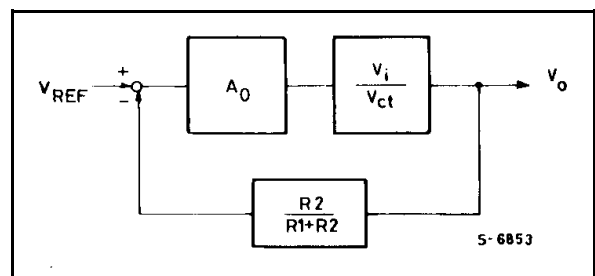 V_REF
+
-
A_0
V_i
V_ct
V_o
R2
R1+R2
S-6853